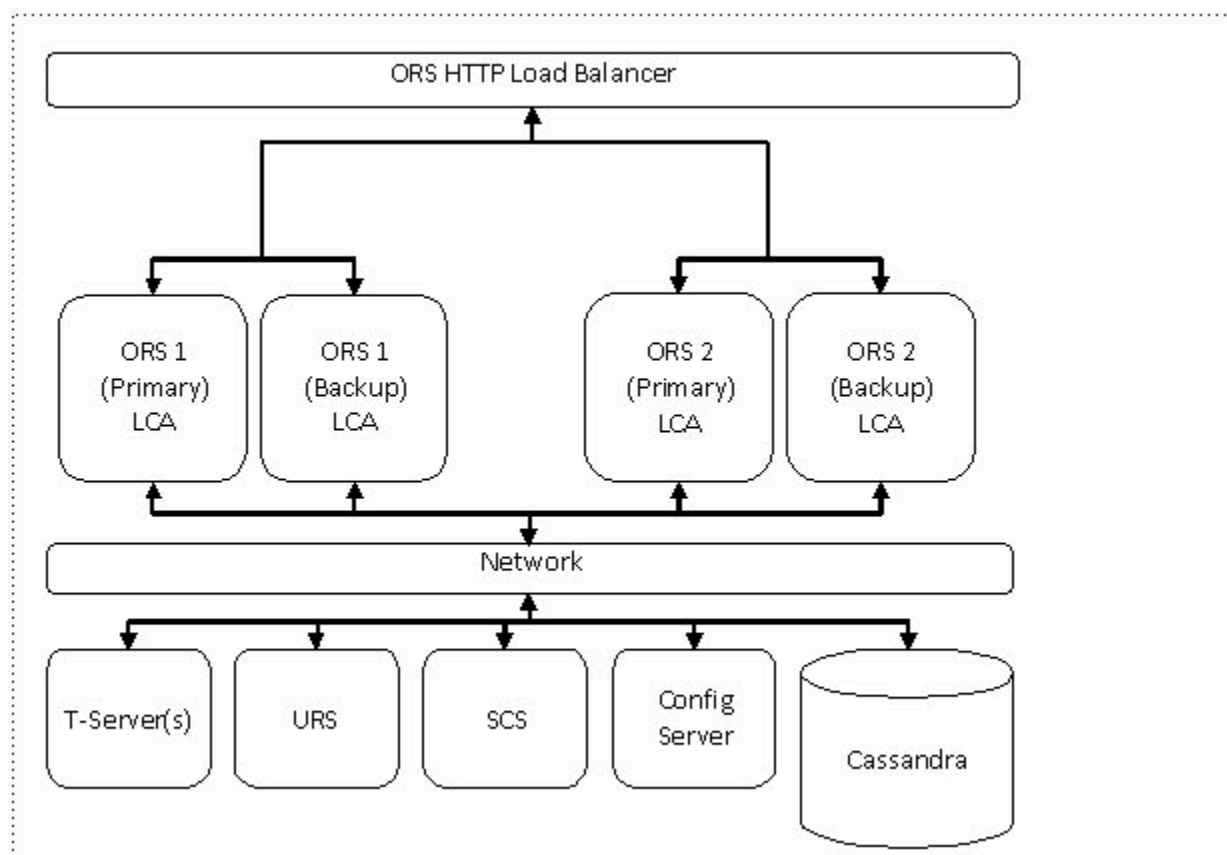 ORS HTTP Load Balancer
ORS 1
(Primary)
LCA
ORS 1
(Backup)
LCA
ORS 2
(Primary)
LCA
ORS 2
(Backup)
LCA
Network
T-Server(s)
URS
SCS
Config
Server
Cassandra